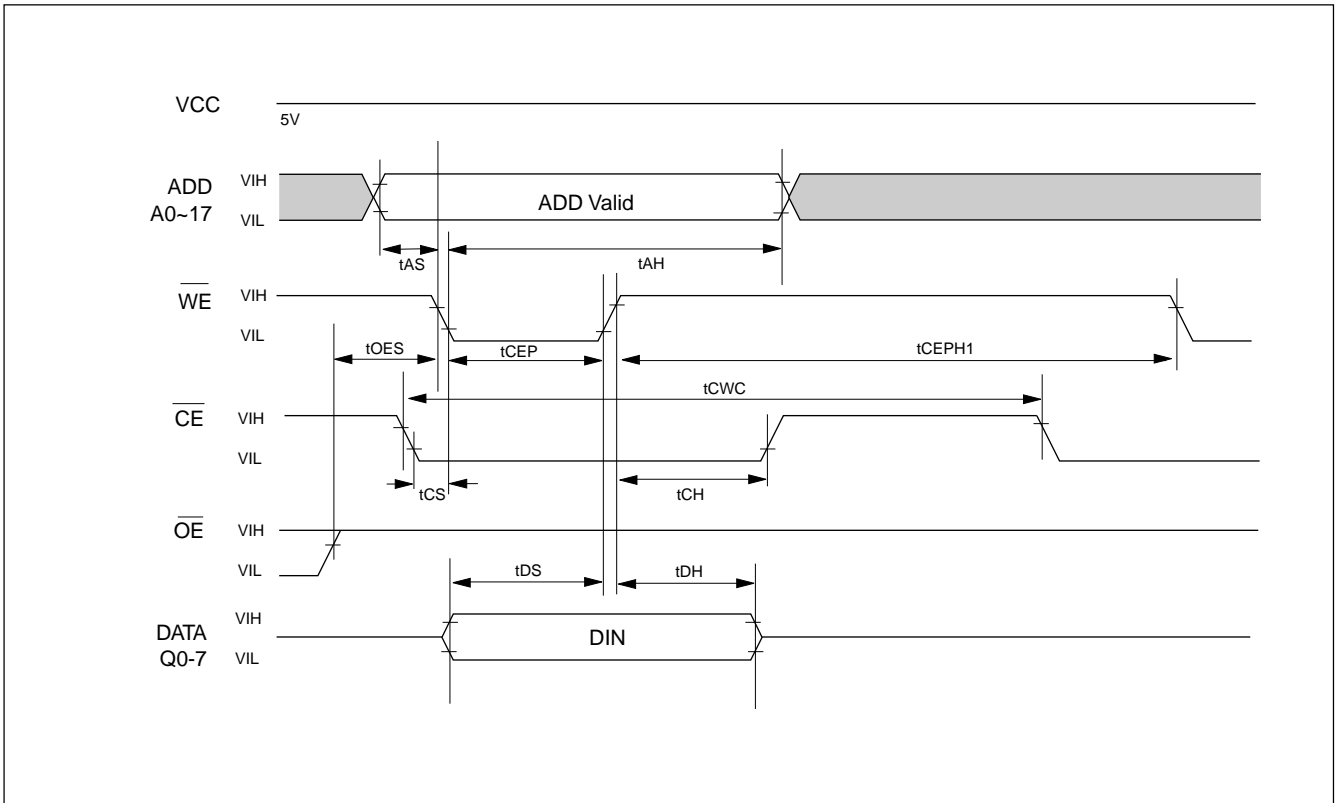 VCC
5V
ADD
A0~17
VIH
VIL
ADD Valid
tAS
tAH
WE
VIH
VIL
tOES
tCEP
tCEPH1
tCWC
CE
VIH
VIL
tCS
tCH
OE
VIH
VIL
tDS
tDH
DATA
Q0-7
VIH
VIL
DIN